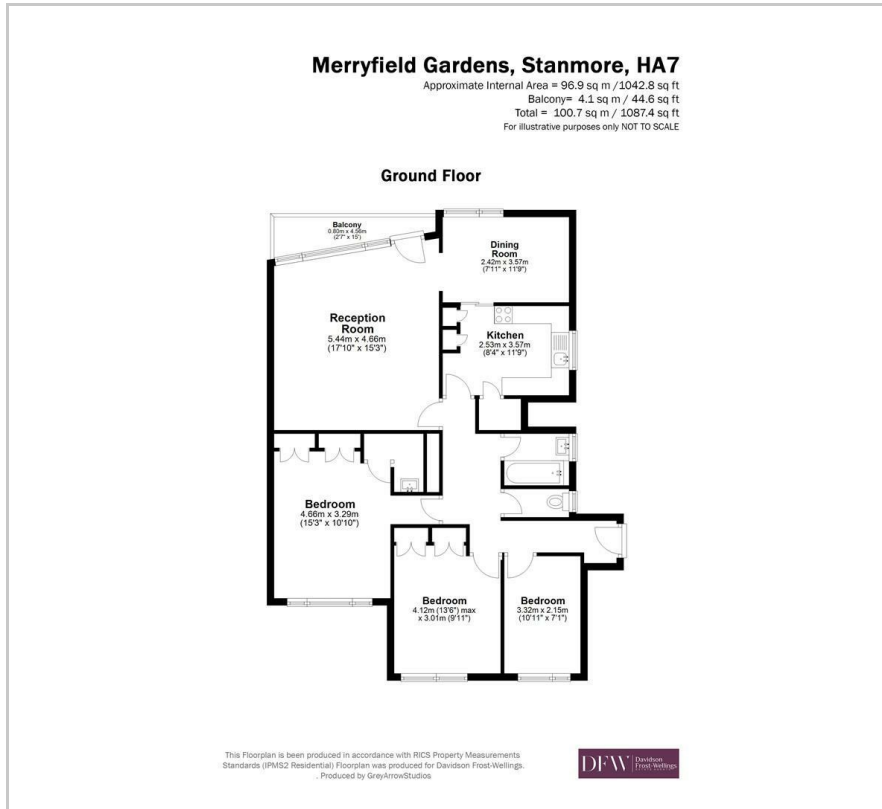 Merryfield Gardens, Stanmore, HA7
Approximate Internal Area = 96.9 sq m /1042.8 sq ft
Balcony= 4.1 sq m / 44.6 sq ft
Total = 100.7 sq m / 1087.4 sq ft
For illustrative purposes only NOT TO SCALE
Ground Floor
Balcony
0.80m x 4.56m
(2'7" x 15')
Dining
Room
2.42m x 3.57m
(7'11" x 11'9")
Reception
Room
5.44m x 4.66m
(17'10" x 15'3")
Kitchen
2.53m x 3.57m
(8'4" x 11'9")
Bedroom
4.66m x 3.29m
(15'3" x 10'10")
Bedroom
4.12m (13'6") max
x 3.01m (9'11")
Bedroom
3.32m x 2.15m
(10'11" x 7'1")
This Floorplan is been produced in accordance with RICS Property Measurements
Standards (IPMS2 Residential) Floorplan was produced for Davidson Frost-Wellings.
. Produced by GreyArrowStudios
DFW
Davidson
Frost-Wellings